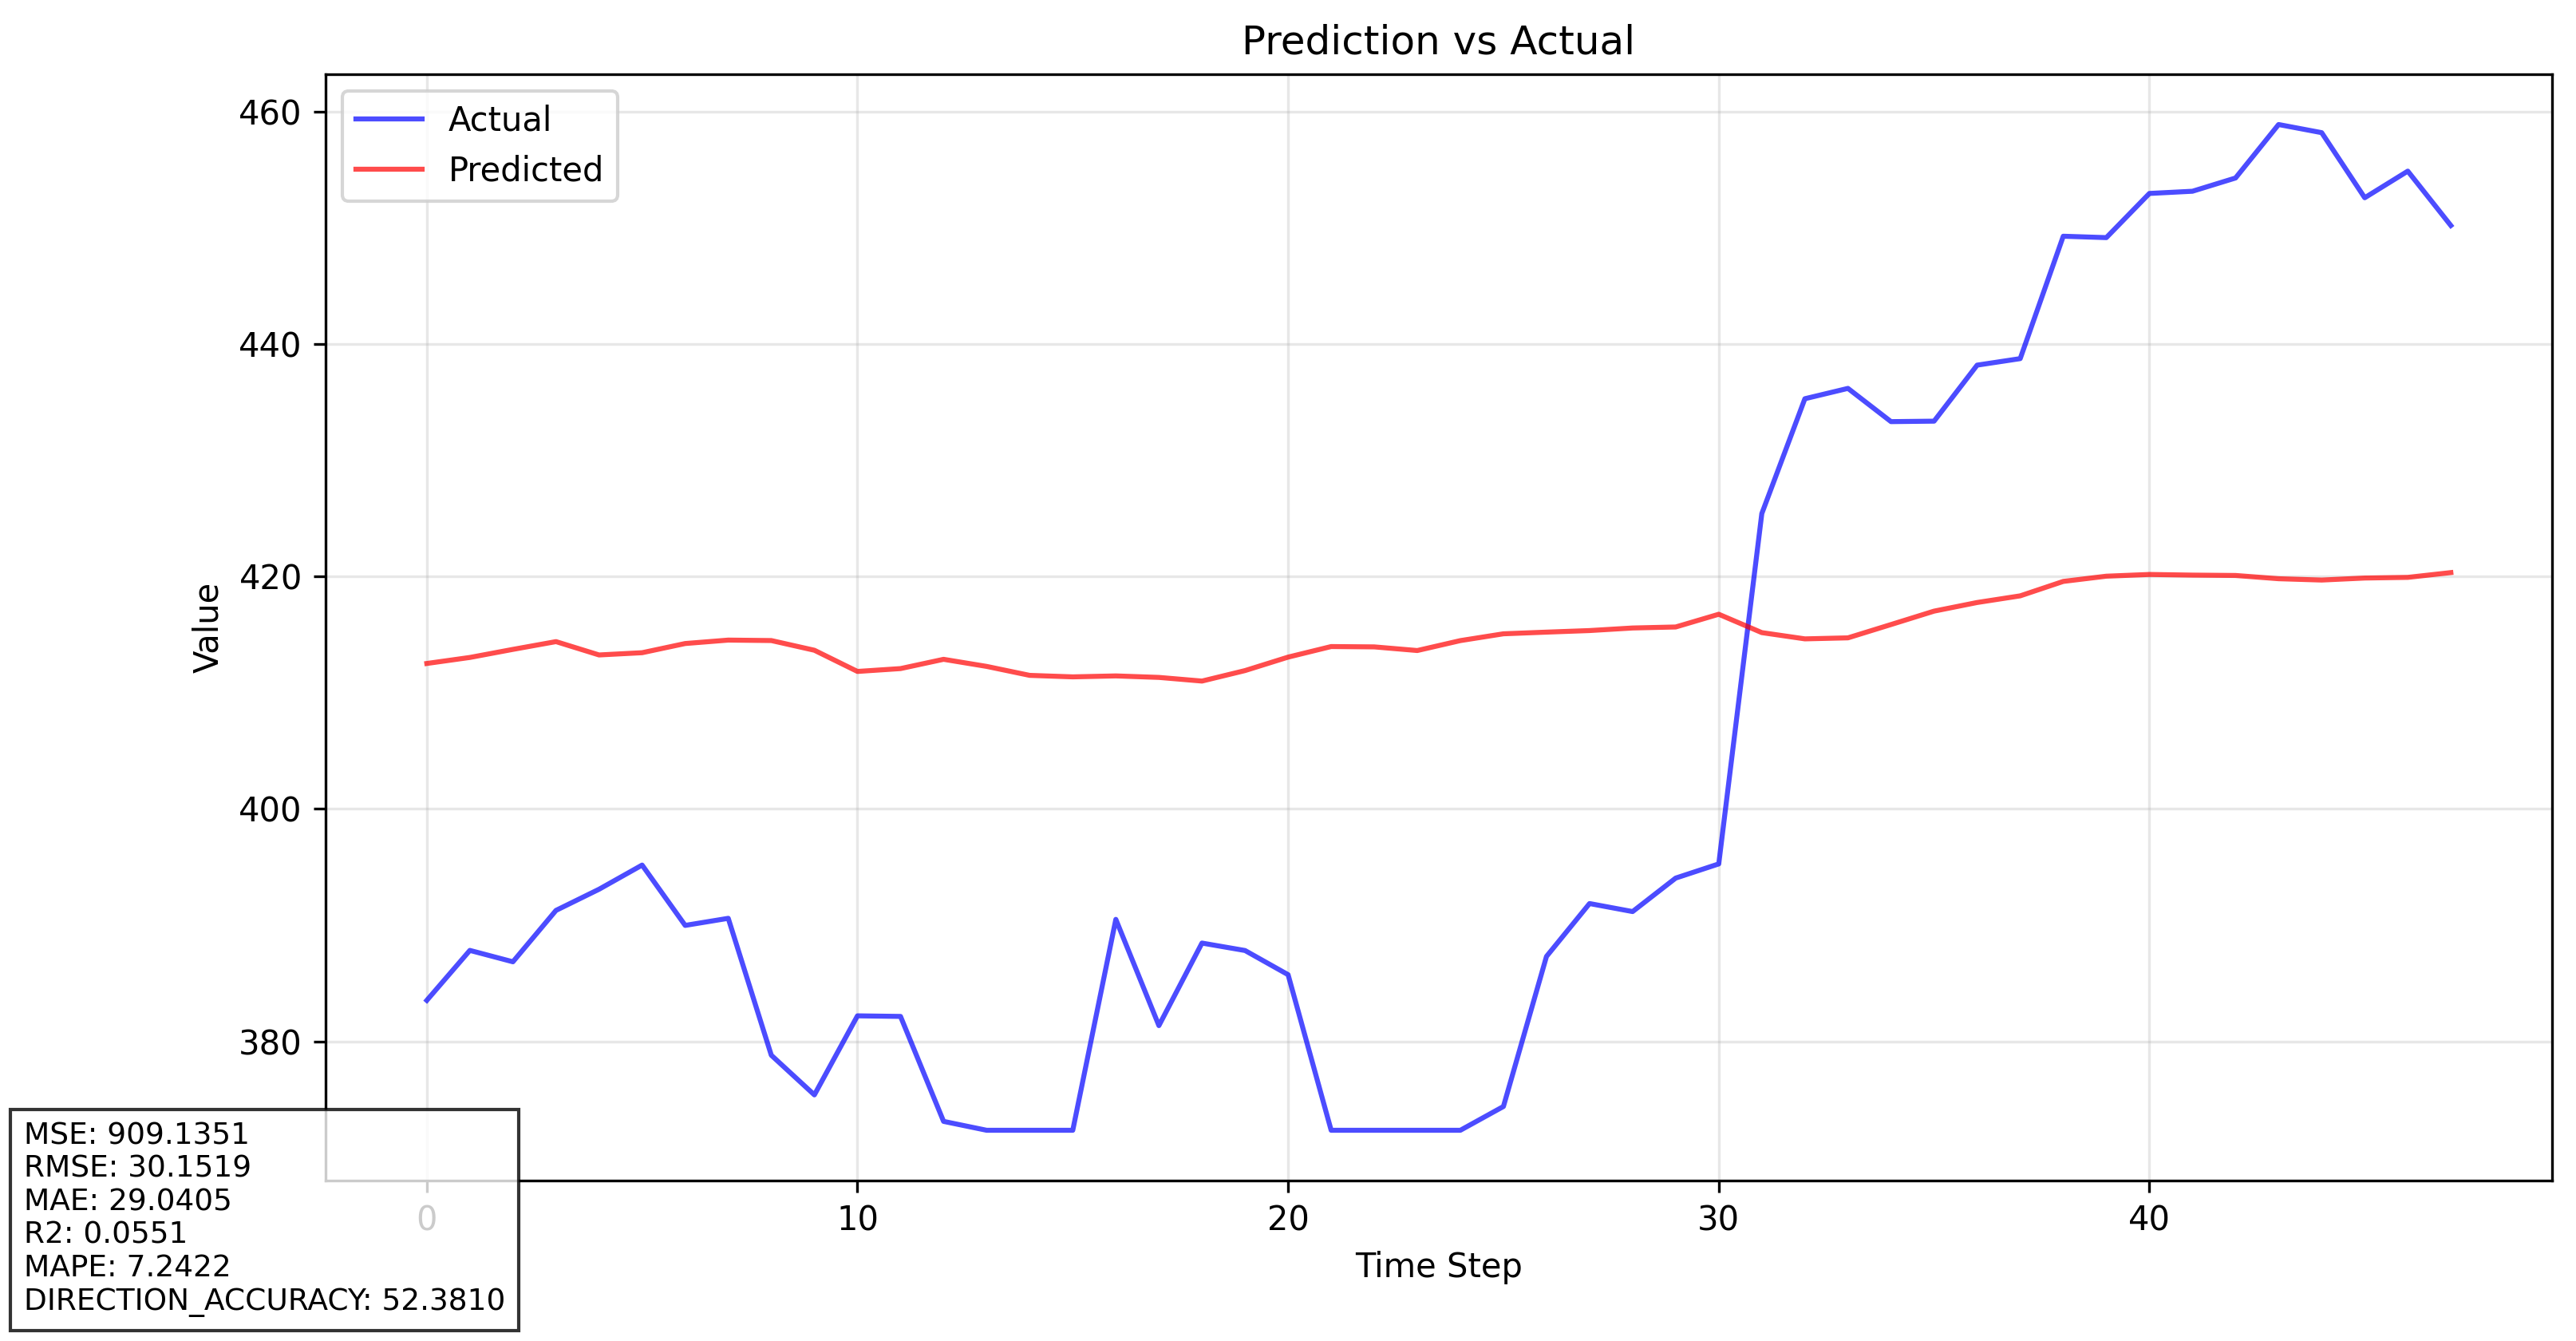 Prediction vs Actual
Actual
Predicted
460
440
420
400
380
Value
0
10
20
30
40
Time Step
MSE: 909.1351
RMSE: 30.1519
MAE: 29.0405
R2: 0.0551
MAPE: 7.2422
DIRECTION_ACCURACY: 52.3810